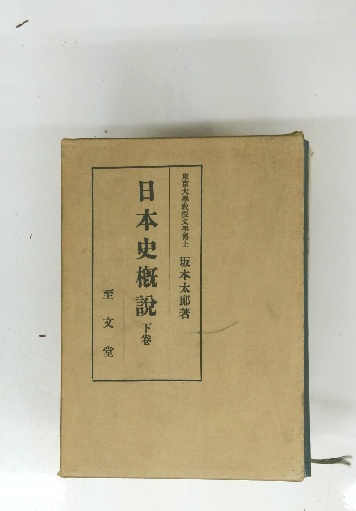 東京大學教授文學博士 坂本太郎著
日本史概說 下卷
至文堂